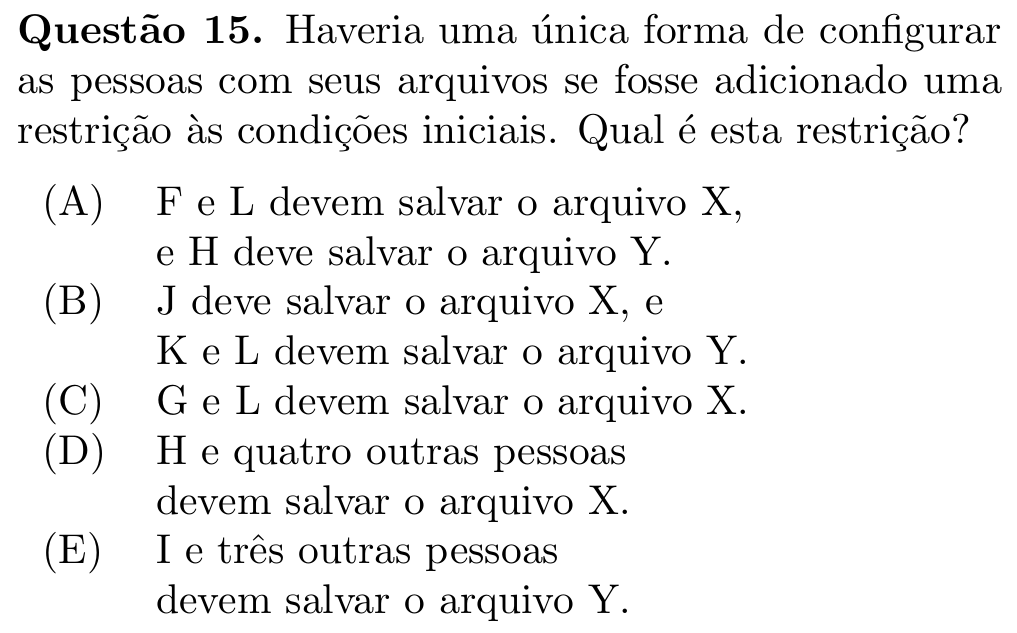 Questão 15. Haveria uma única forma de configurar
as pessoas com seus arquivos se fosse adicionado uma
restrição às condições iniciais. Qual é esta restrição?
(A) F e L devem salvar o arquivo X,
e H deve salvar o arquivo Y.
(B) J deve salvar o arquivo X, e
K e L devem salvar o arquivo Y.
(C) G e L devem salvar o arquivo X.
(D) H e quatro outras pessoas
devem salvar o arquivo X.
(E) I e três outras pessoas
devem salvar o arquivo Y.